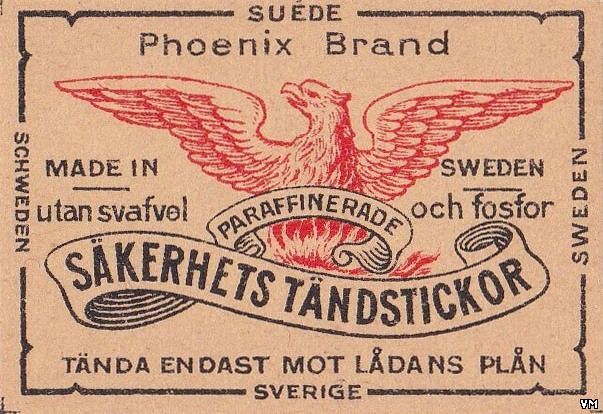 SUÉDE
Phoenix Brand
SCHWEDEN
MADE IN SWEDEN
SWEDEN
utan svafvel och fosfor
PARAFFINERADE
SÄKERHETS TÄNDSTICKOR
TÄNDA ENDAST MOT LÅDANS PLÅN
SVERIGE
VM